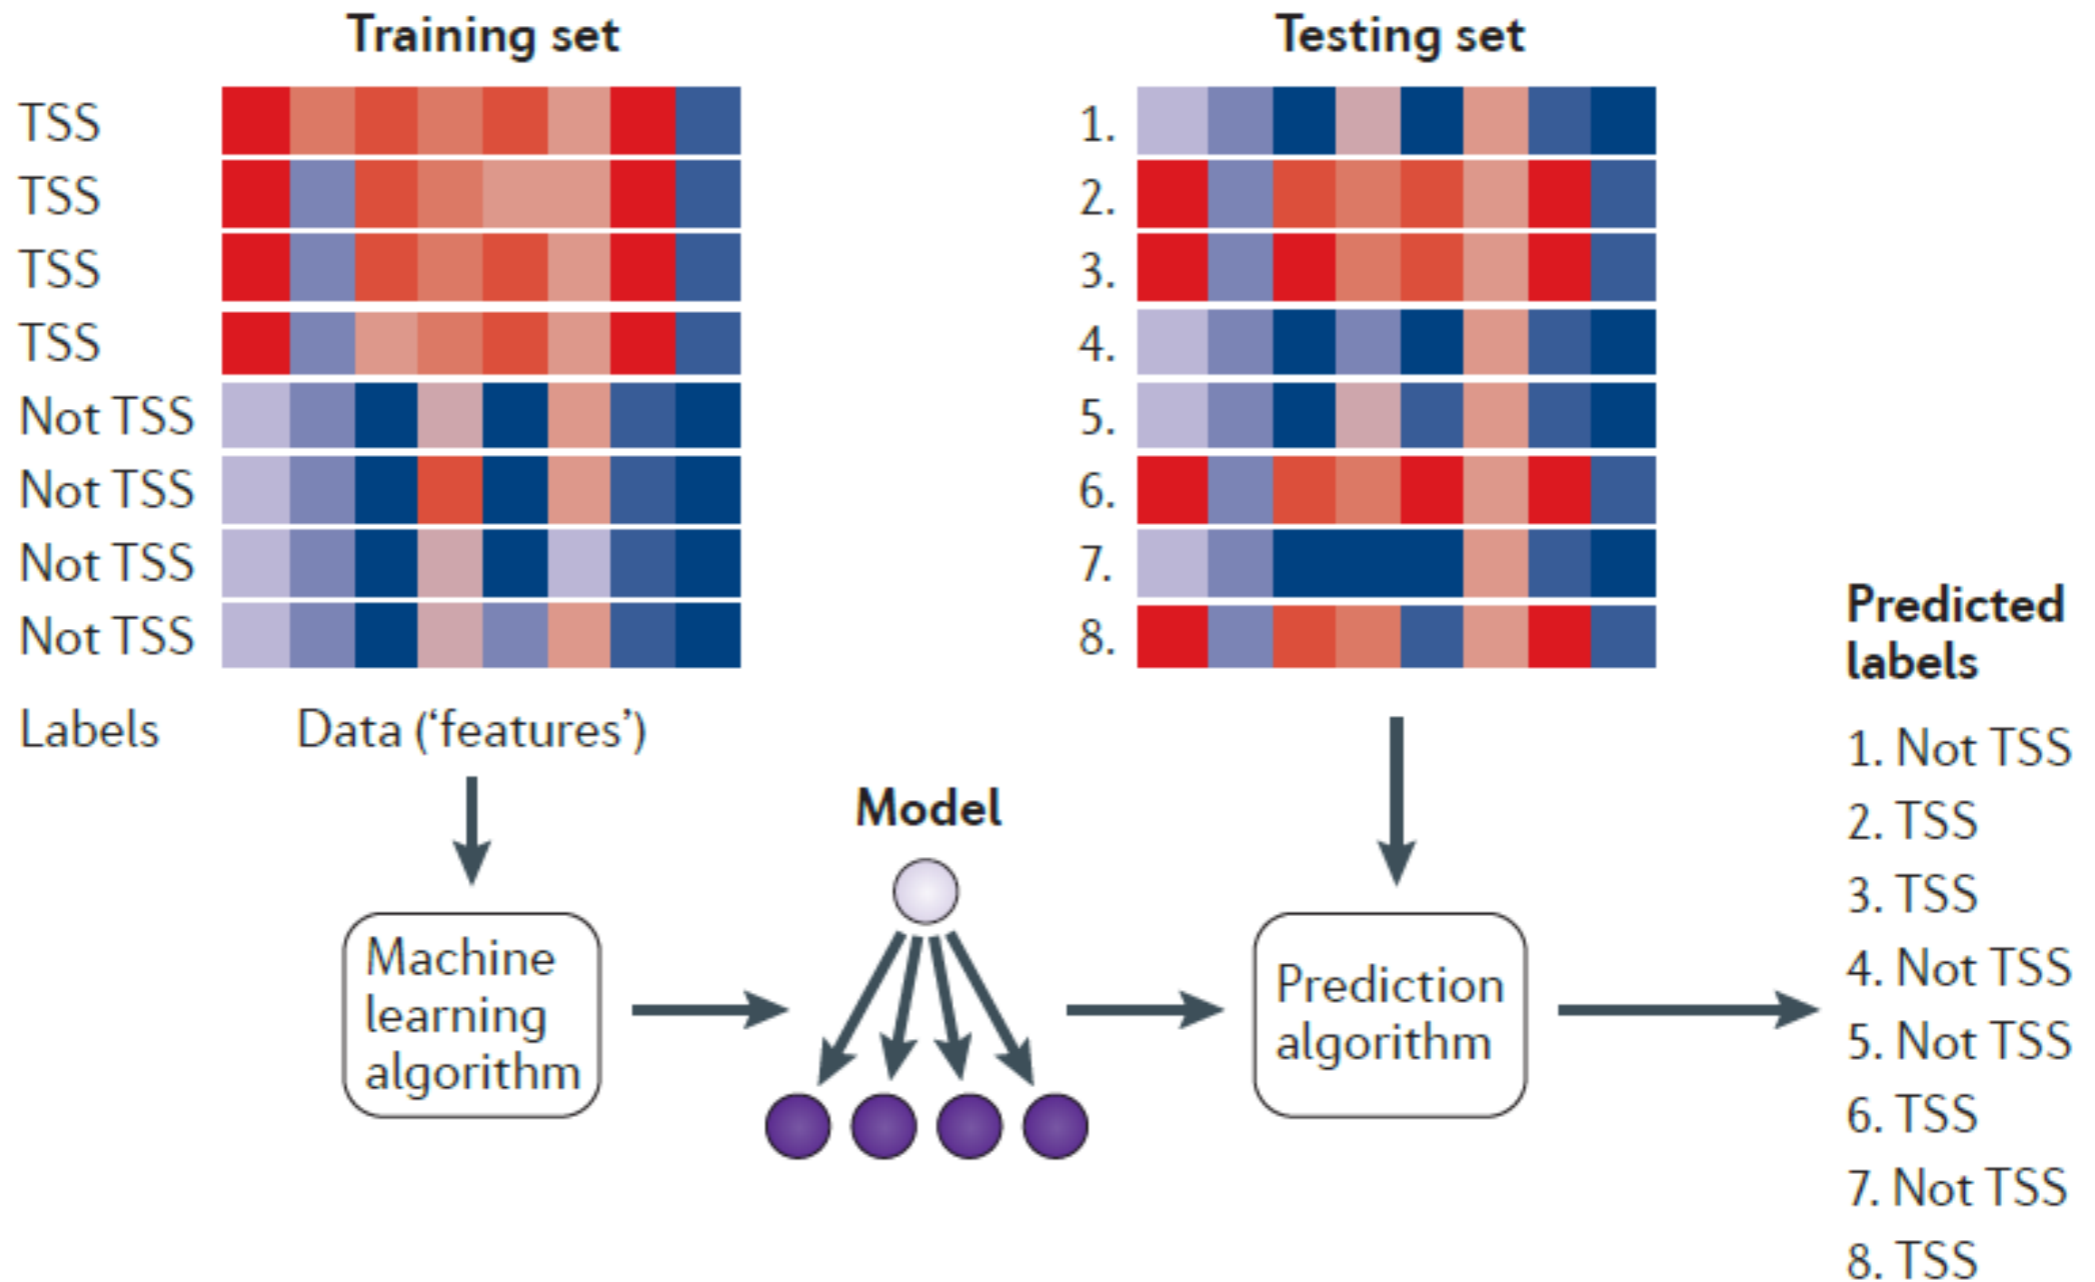 Training set
TSS
TSS
TSS
TSS
Not TSS
Not TSS
Not TSS
Not TSS
Labels
Data (‘features’)
Testing set
1.
2.
3.
4.
5.
6.
7.
8.
Machine
learning
algorithm
Model
Prediction
algorithm
Predicted
labels
1. Not TSS
2. TSS
3. TSS
4. Not TSS
5. Not TSS
6. TSS
7. Not TSS
8. TSS